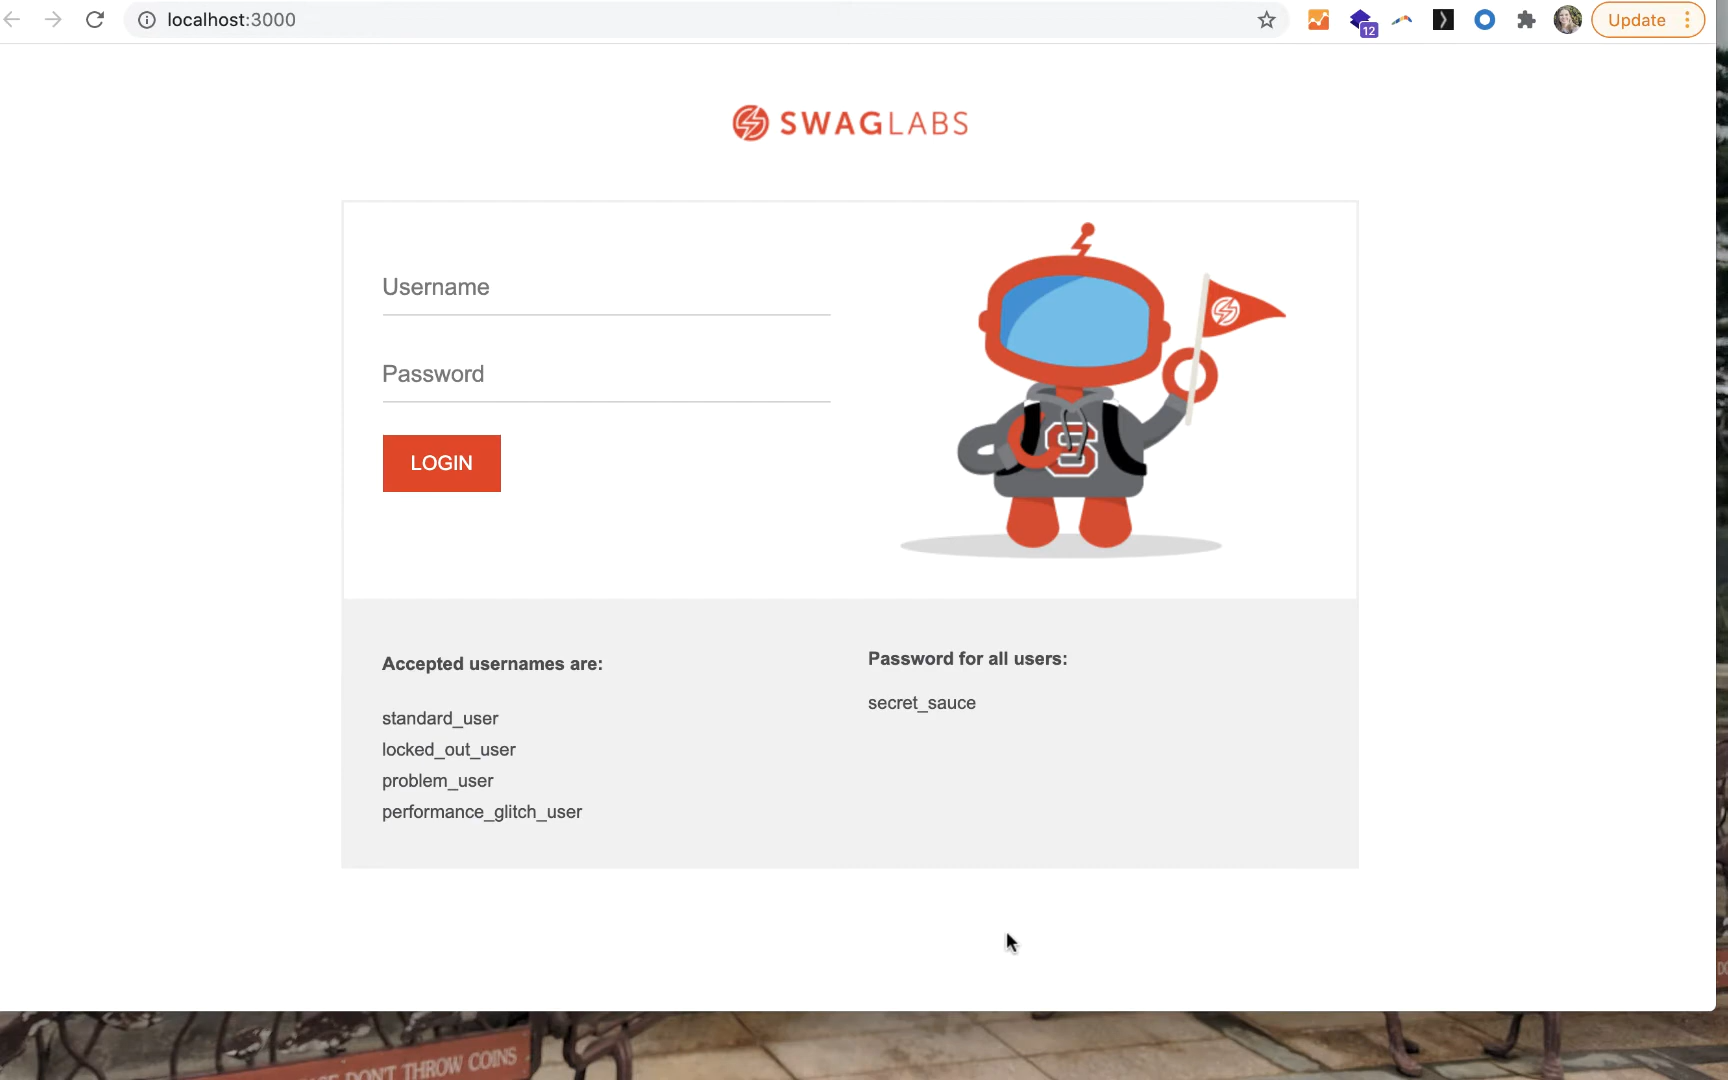 localhost:3000
12
Update
SWAGLABS
Username
Password
LOGIN
S
Accepted usernames are:
standard_user
locked_out_user
problem_user
performance_glitch_user
Password for all users:
secret_sauce
DON'T THROW COINS